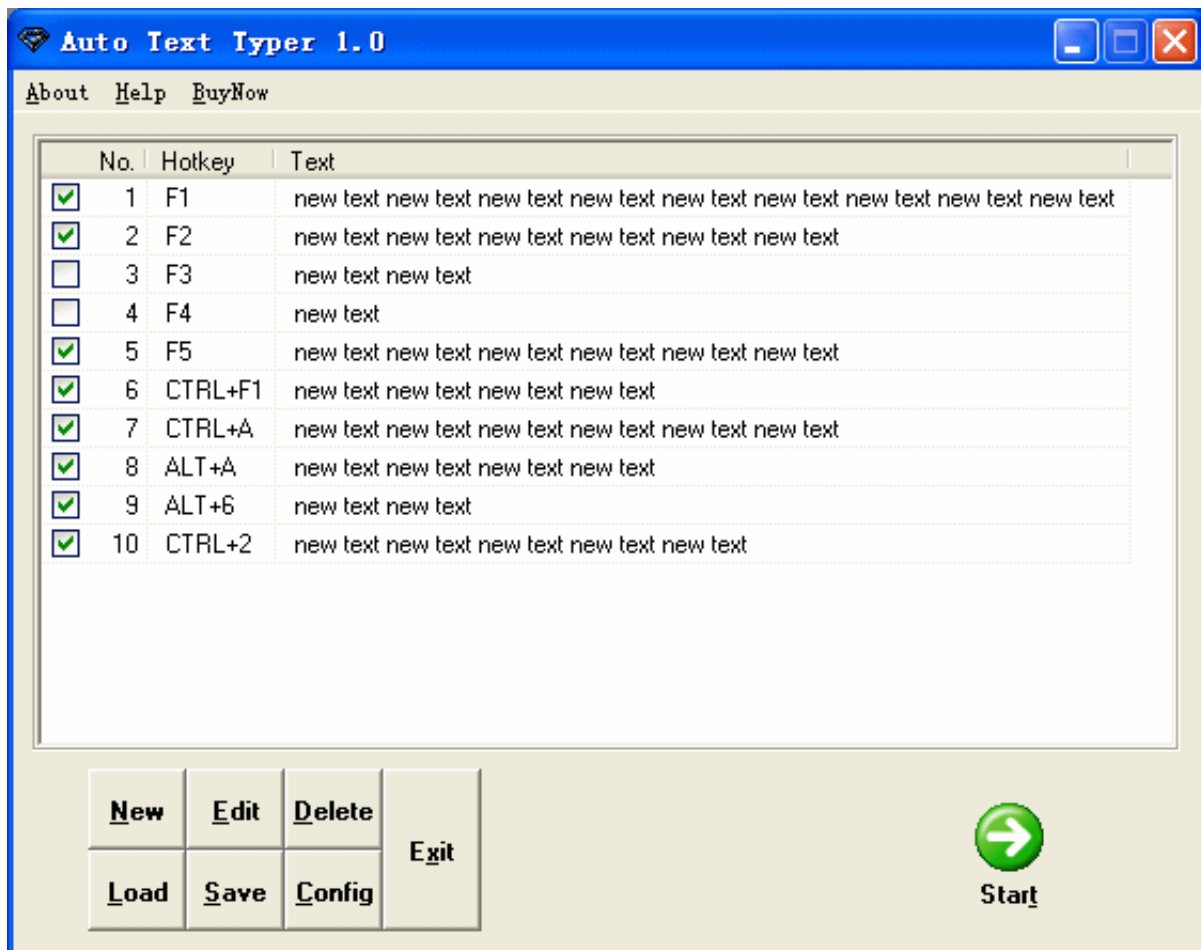 Auto Text Typer 1.0
About Help BuyNow
No. Hotkey Text
1 F1 new text new text new text new text new text new text new text new text new text
2 F2 new text new text new text new text new text new text
3 F3 new text new text
4 F4 new text
5 F5 new text new text new text new text new text new text
6 CTRL+F1 new text new text new text new text
7 CTRL+A new text new text new text new text new text new text
8 ALT+A new text new text new text new text
9 ALT+6 new text new text
10 CTRL+2 new text new text new text new text new text
New Edit Delete
Exit
Load Save Config
Start